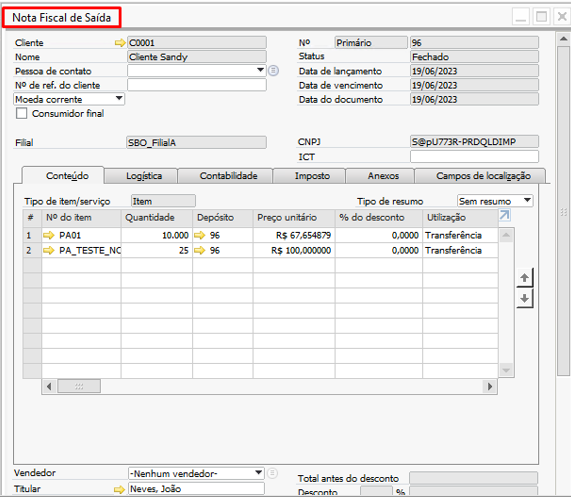 Nota Fiscal de Saída
Cliente C0001 Nº Primário 96
Nome Cliente Sandy Status Fechado
Pessoa de contato Data de lançamento 19/06/2023
Nº de ref. do cliente Data de vencimento 19/06/2023
Moeda corrente Data do documento 19/06/2023
Consumidor final
Filial SBO_FilialA CNPJ S@pU773R-PRDQLDIMP
ICT
Conteúdo Logística Contabilidade Imposto Anexos Campos de localização
Tipo de item/serviço Item Tipo de resumo Sem resumo
# Nº do item Quantidade Depósito Preço unitário % do desconto Utilização
1 PA01 10.000 96 R$ 67,654879 0,0000 Transferência
2 PA_TESTE_NC 25 96 R$ 100,000000 0,0000 Transferência
Vendedor -Nenhum vendedor- Total antes do desconto
Titular Neves, João Desconto %